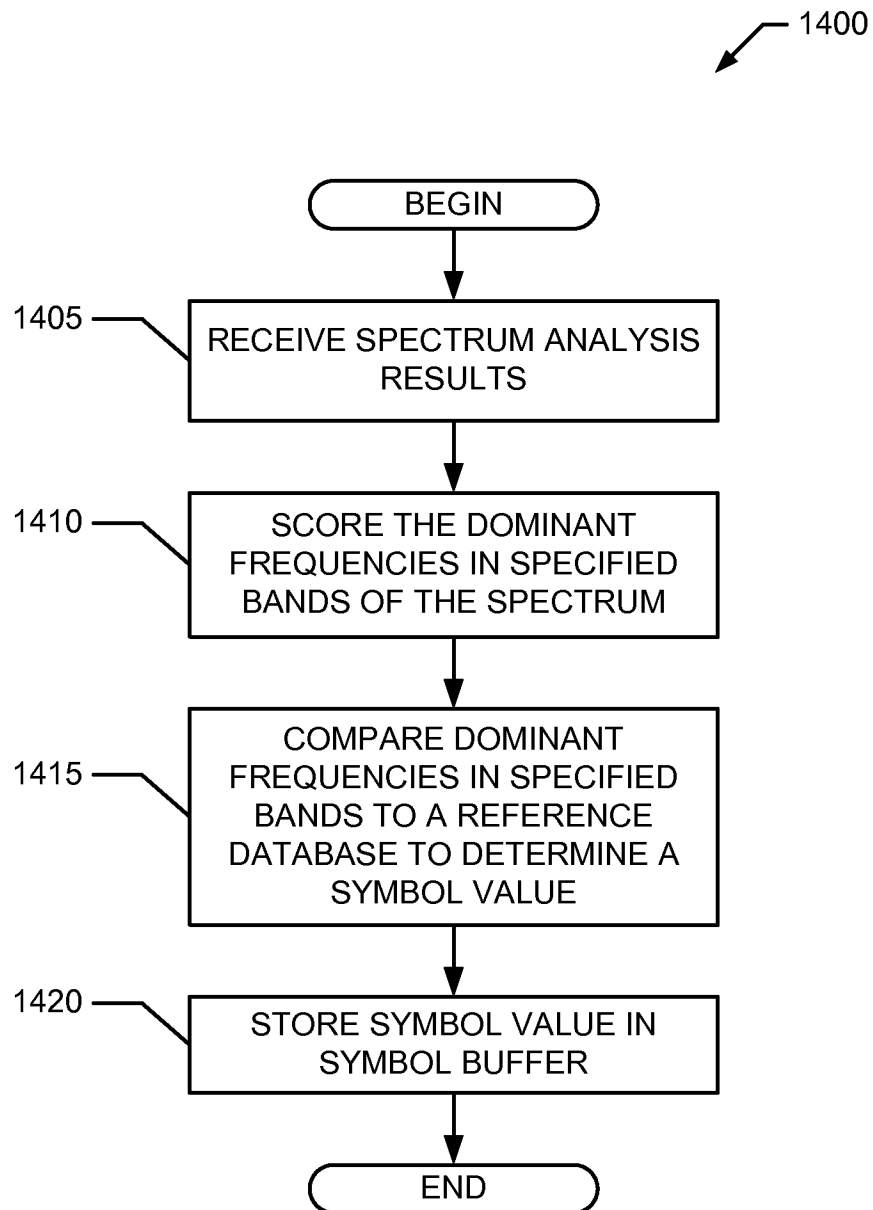 1400
BEGIN
1405
RECEIVE SPECTRUM ANALYSIS
RESULTS
1410
SCORE THE DOMINANT
FREQUENCIES IN SPECIFIED
BANDS OF THE SPECTRUM
1415
COMPARE DOMINANT
FREQUENCIES IN SPECIFIED
BANDS TO A REFERENCE
DATABASE TO DETERMINE A
SYMBOL VALUE
1420
STORE SYMBOL VALUE IN
SYMBOL BUFFER
END